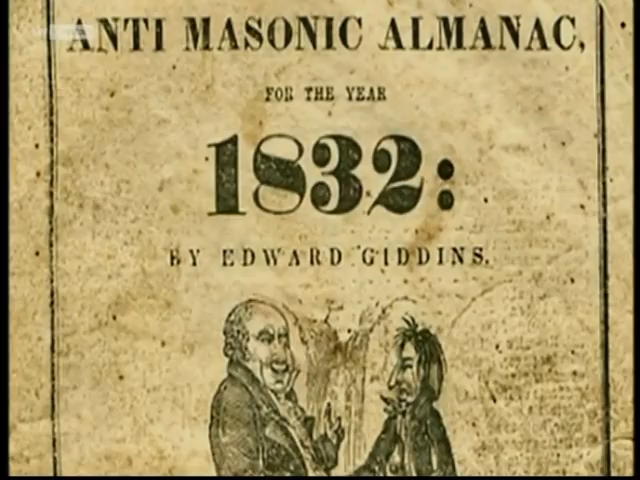 ANTI MASONIC ALMANAC,
FOR THE YEAR
1832:
BY EDWARD GIDDINS.